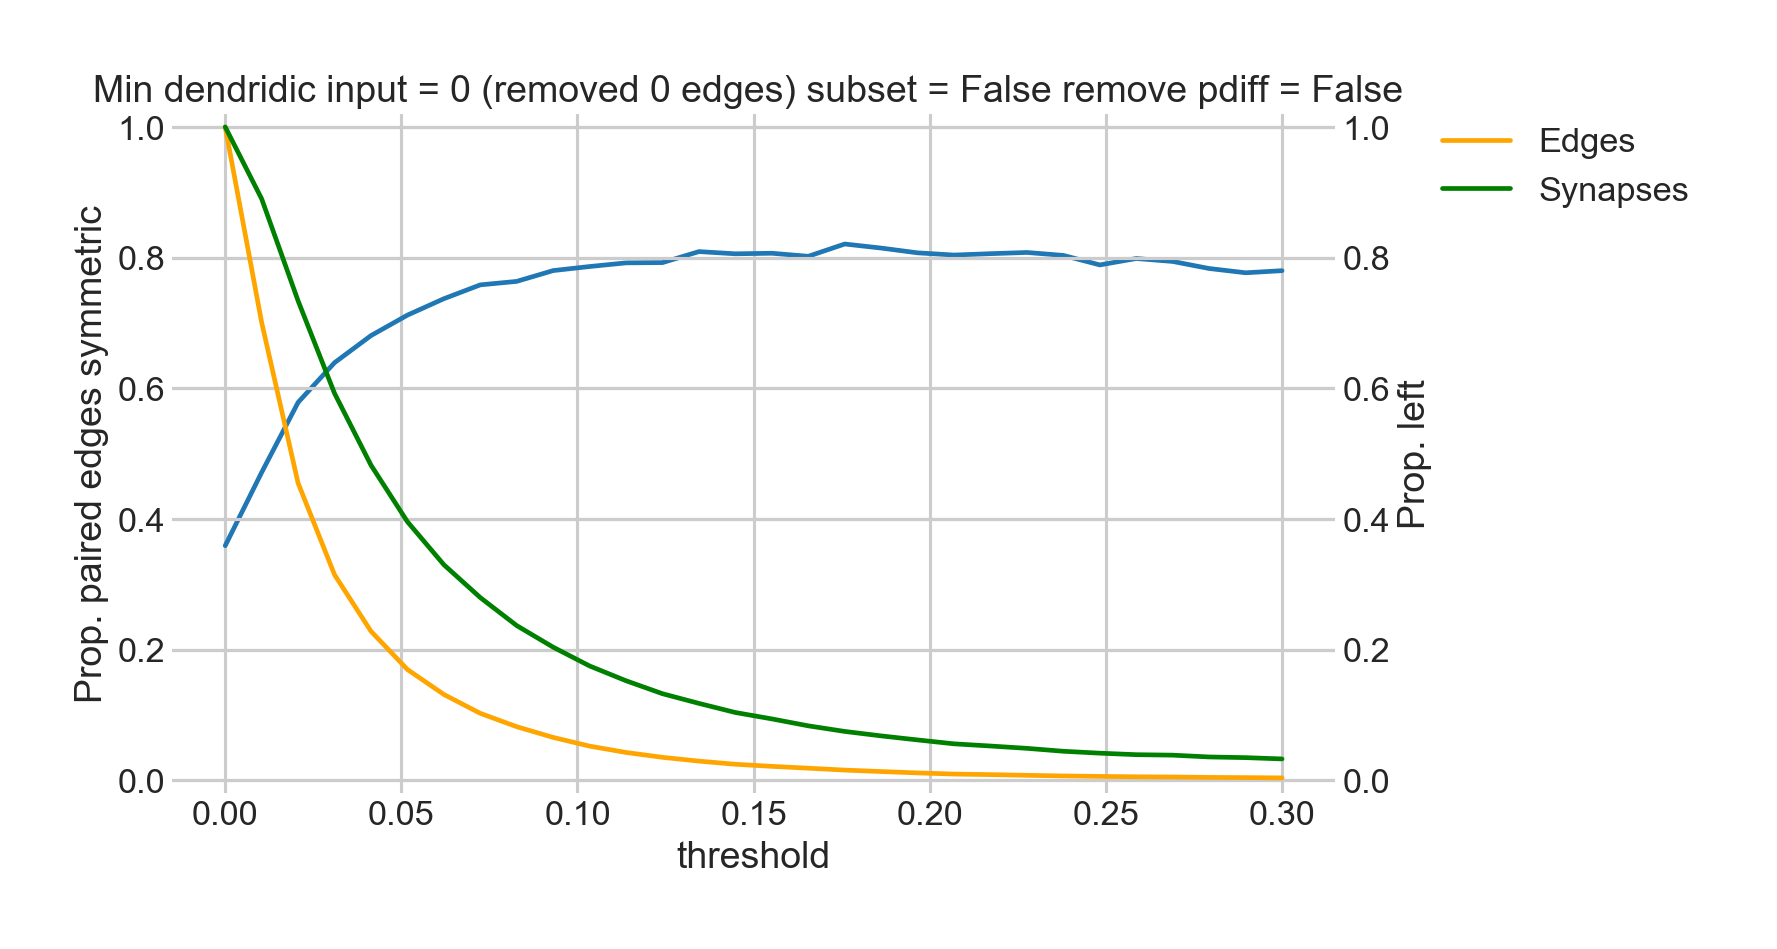 Min dendridic input = 0 (removed 0 edges) subset = False remove pdiff = False
Prop. paired edges symmetric
1.0
0.8
0.6
0.4
0.2
0.0
0.00 0.05 0.10 0.15 0.20 0.25 0.30
threshold
1.0
0.8
0.6
0.4
0.2
0.0
Prop. left
Edges
Synapses